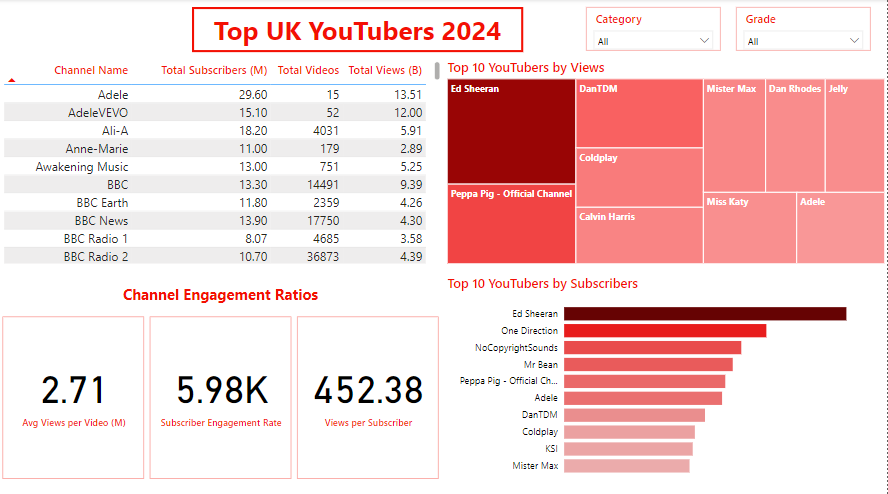 Top UK YouTubers 2024
Category
All
Grade
All
Channel Name Total Subscribers (M) Total Videos Total Views (B)
Adele 29.60 15 13.51
AdeleVEVO 15.10 52 12.00
Ali-A 18.20 4031 5.91
Anne-Marie 11.00 179 2.89
Awakening Music 13.00 751 5.25
BBC 13.30 14491 9.39
BBC Earth 11.80 2359 4.26
BBC News 13.90 17750 4.30
BBC Radio 1 8.07 4685 3.58
BBC Radio 2 10.70 36873 4.39
Top 10 YouTubers by Views
Ed Sheeran
Peppa Pig - Official Channel
DanTDM
Coldplay
Calvin Harris
Mister Max
Dan Rhodes
Jelly
Miss Katy
Adele
Channel Engagement Ratios
2.71
Avg Views per Video (M)
5.98K
Subscriber Engagement Rate
452.38
Views per Subscriber
Top 10 YouTubers by Subscribers
Ed Sheeran
One Direction
NoCopyrightSounds
Mr Bean
Peppa Pig - Official Ch...
Adele
DanTDM
Coldplay
KSI
Mister Max